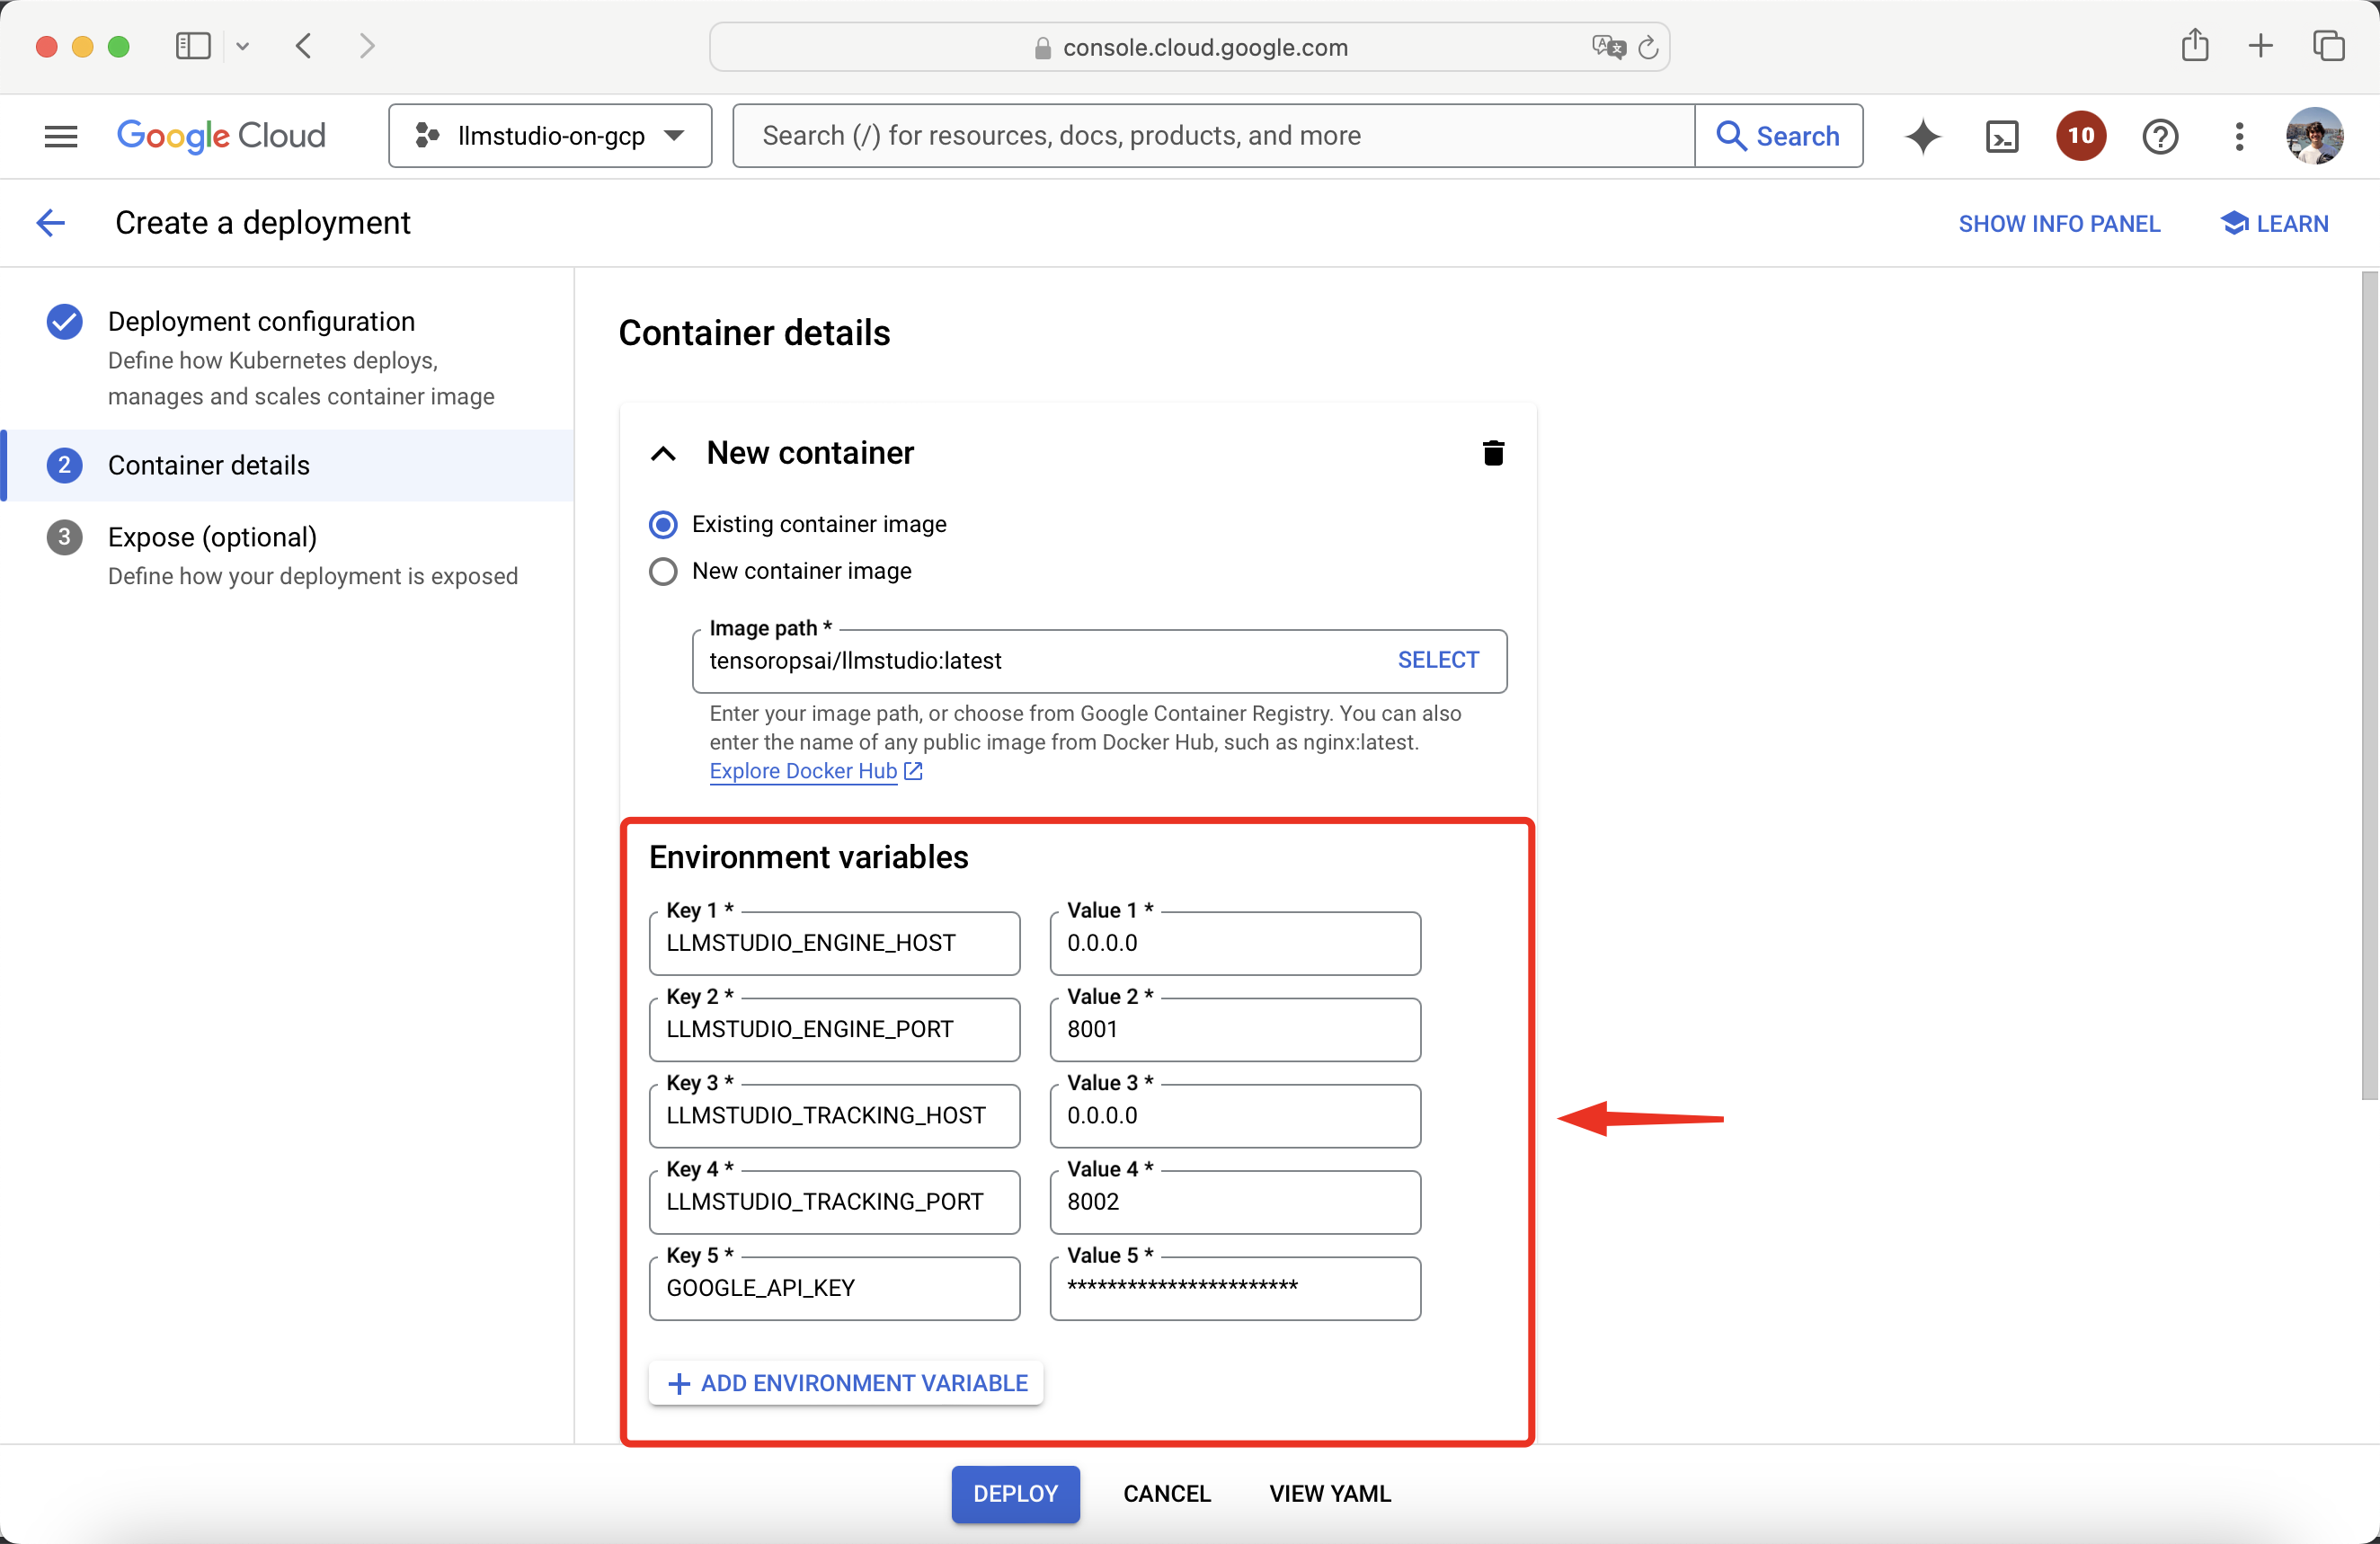 console.cloud.google.com
Google Cloud
llmstudio-on-gcp
Search (/) for resources, docs, products, and more
Search
10
Create a deployment
SHOW INFO PANEL
LEARN
Deployment configuration
Define how Kubernetes deploys,
manages and scales container image
2
Container details
3
Expose (optional)
Define how your deployment is exposed
Container details
New container
Existing container image
New container image
Image path *
tensoropsai/llmstudio:latest
SELECT
Enter your image path, or choose from Google Container Registry. You can also
enter the name of any public image from Docker Hub, such as nginx:latest.
Explore Docker Hub
Environment variables
Key 1 *
LLMSTUDIO_ENGINE_HOST
Value 1 *
0.0.0.0
Key 2 *
LLMSTUDIO_ENGINE_PORT
Value 2 *
8001
Key 3 *
LLMSTUDIO_TRACKING_HOST
Value 3 *
0.0.0.0
Key 4 *
LLMSTUDIO_TRACKING_PORT
Value 4 *
8002
Key 5 *
GOOGLE_API_KEY
Value 5 *
***********************
ADD ENVIRONMENT VARIABLE
DEPLOY
CANCEL
VIEW YAML